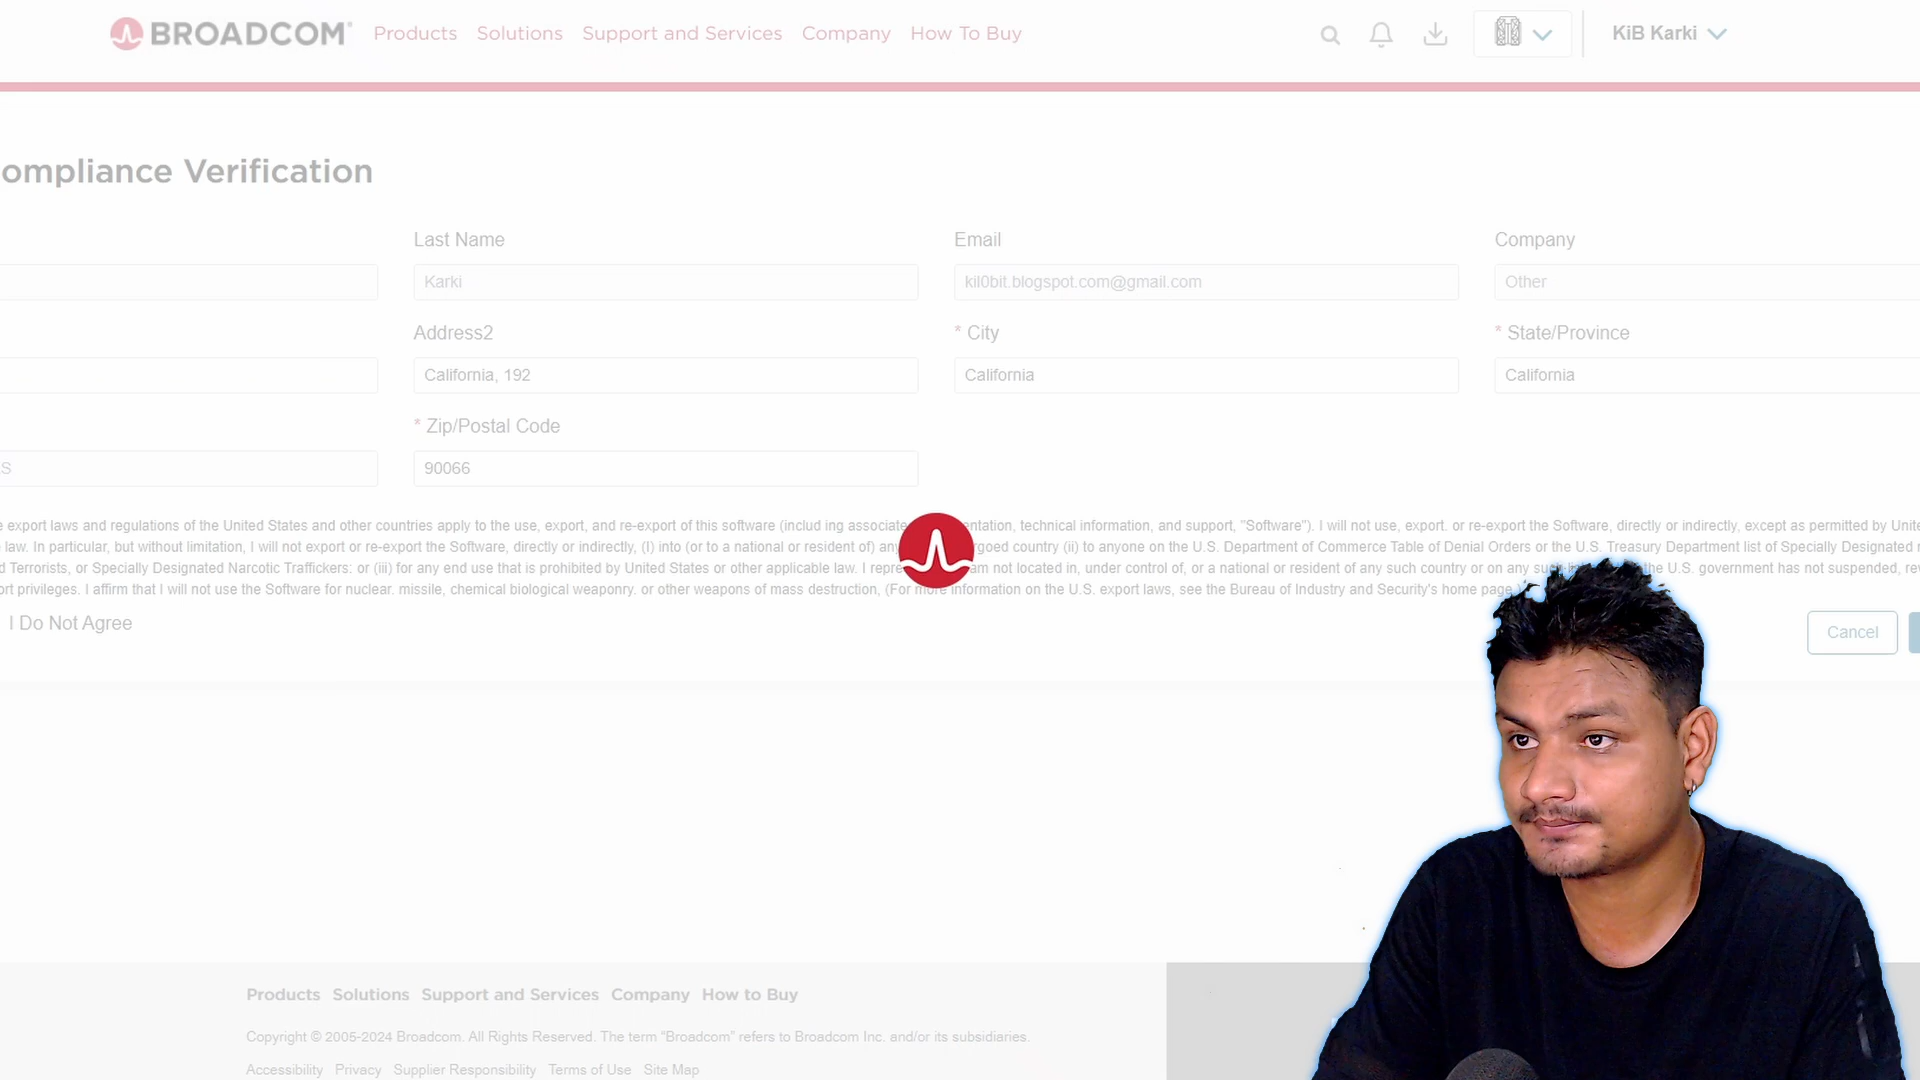 BROADCOM Products Solutions Support and Services Company How To Buy KiB Karki
ompliance Verification
Last Name Email Company
Karki kil0bit.blogspot.com@gmail.com Other
Address2 * City * State/Province
California, 192 California California
* Zip/Postal Code
S 90066
e export laws and regulations of the United States and other countries apply to the use, export, and re-export of this software (includ ing associate entation, technical information, and support, "Software"). I will not use, export. or re-export the Software, directly or indirectly, except as permitted by Unite
law. In particular, but without limitation, I will not export or re-export the Software, directly or indirectly, (I) into (or to a national or resident of) any rgoed country (ii) to anyone on the U.S. Department of Commerce Table of Denial Orders or the U.S. Treasury Department list of Specially Designated
d Terrorists, or Specially Designated Narcotic Traffickers: or (iii) for any end use that is prohibited by United States or other applicable law. I repre am not located in, under control of, or a national or resident of any such country or on any such the U.S. government has not suspended, rev
ort privileges. I affirm that I will not use the Software for nuclear. missile, chemical biological weaponry. or other weapons of mass destruction, (For more information on the U.S. export laws, see the Bureau of Industry and Security's home page
I Do Not Agree
Cancel
Products Solutions Support and Services Company How to Buy
Copyright © 2005-2024 Broadcom. All Rights Reserved. The term “Broadcom” refers to Broadcom Inc. and/or its subsidiaries.
Accessibility Privacy Supplier Responsibility Terms of Use Site Map